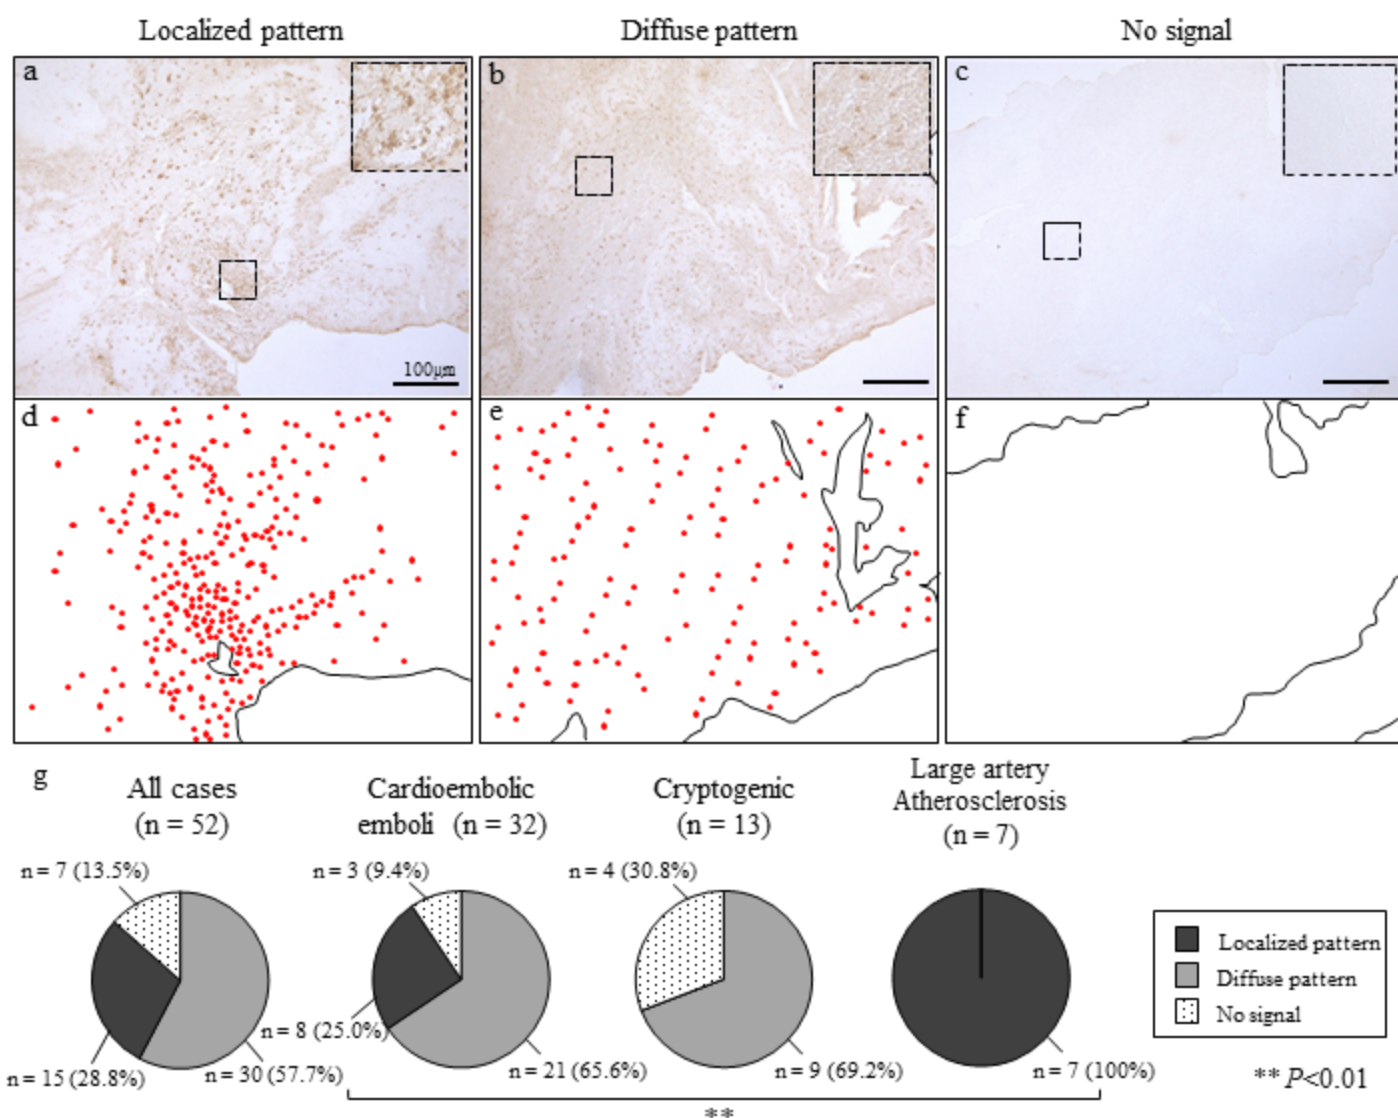 Localized pattern
Diffuse pattern
No signal
a
b
c
100μm
d
e
f
g
All cases
(n = 52)
Cardioembolic
emboli (n = 32)
Cryptogenic
(n = 13)
Large artery
Atherosclerosis
(n = 7)
n = 7 (13.5%)
n = 15 (28.8%)
n = 30 (57.7%)
n = 3 (9.4%)
n = 8 (25.0%)
n = 21 (65.6%)
n = 4 (30.8%)
n = 9 (69.2%)
n = 7 (100%)
Localized pattern
Diffuse pattern
No signal
** P<0.01
**